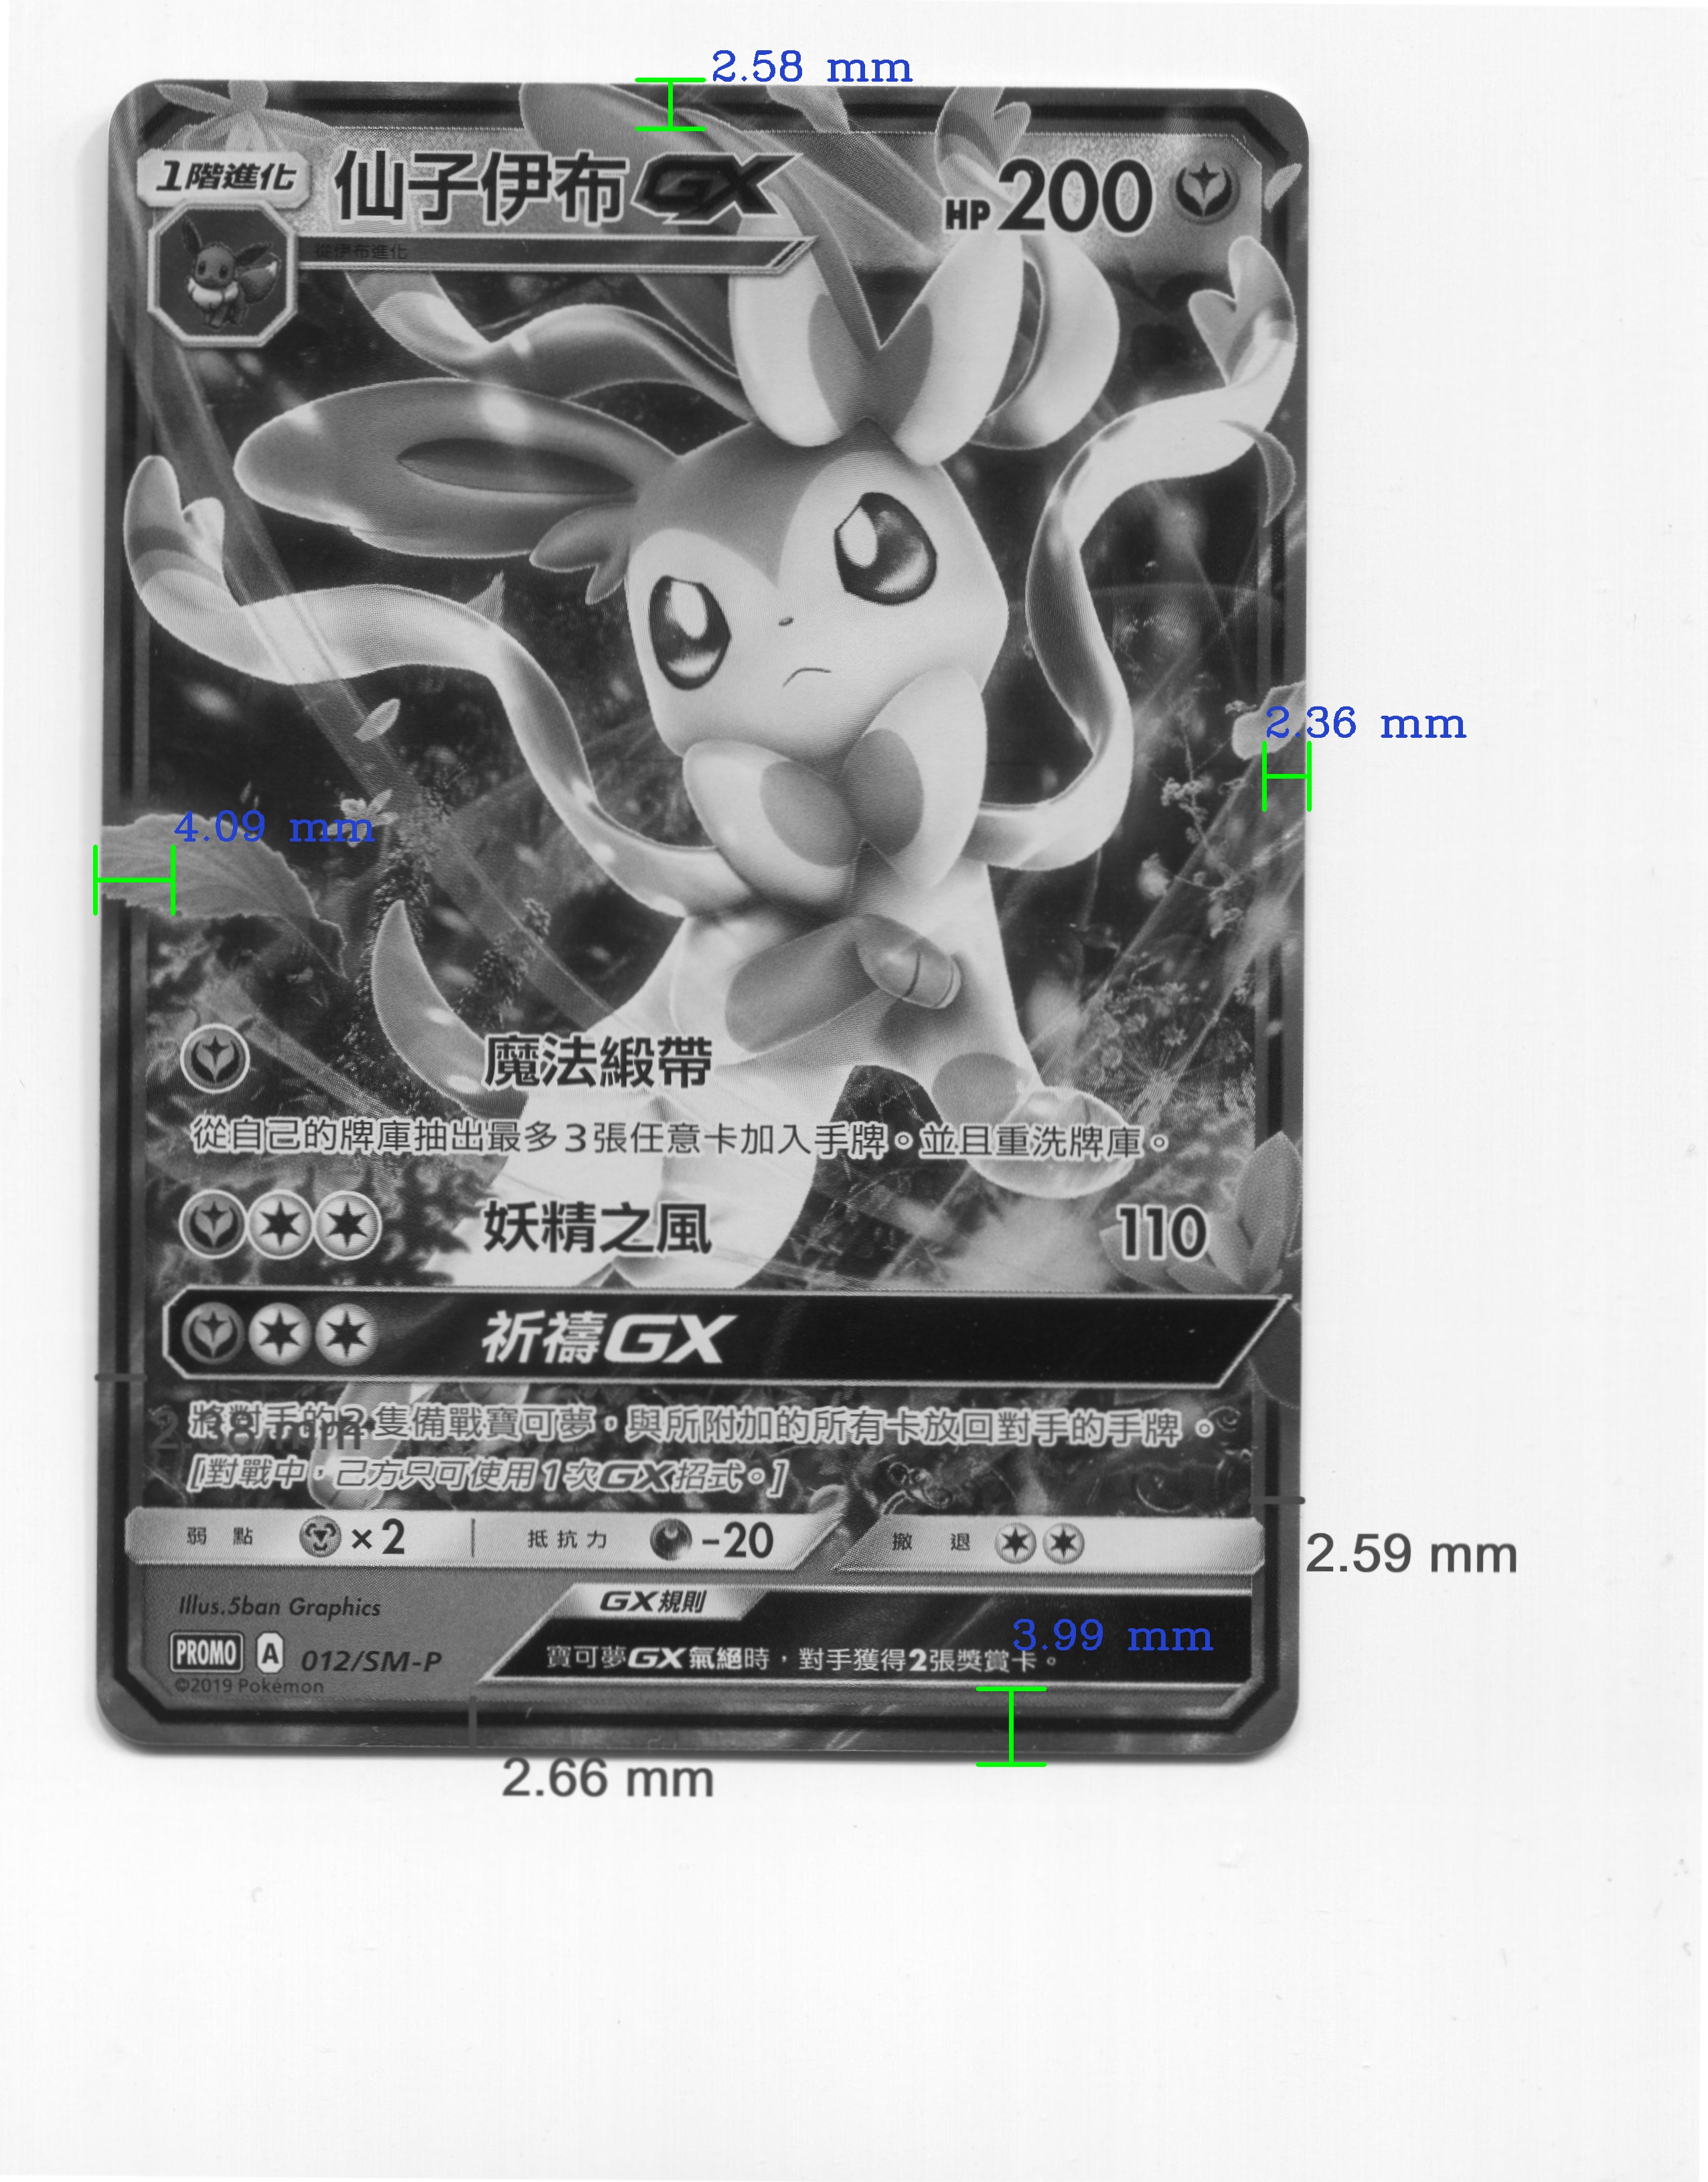 2.58 mm
1階進化 仙子伊布GX HP200
從伊布進化
2.36 mm
4.09 mm
魔法緞帶
從自己的牌庫抽出最多3張任意卡加入手牌。並且重洗牌庫。
妖精之風 110
祈禱GX
將對手的2隻備戰寶可夢,與所附加的所有卡放回對手的手牌。
2.38 mm
[對戰中,己方只可使用1次GX招式。]
弱點 ×2 抵抗力 -20 撤退
2.59 mm
Illus.5ban Graphics GX規則
3.99 mm
PROMO A 012/SM-P 寶可夢GX氣絕時,對手獲得2張獎賞卡。
©2019 Pokémon
2.66 mm